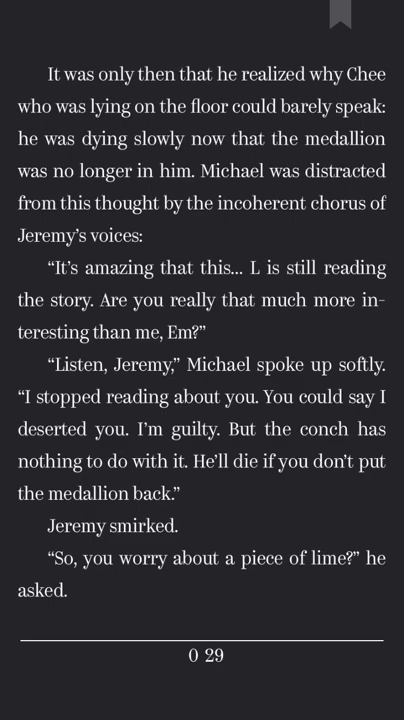 It was only then that he realized why Chee
who was lying on the floor could barely speak:
he was dying slowly now that the medallion
was no longer in him. Michael was distracted
from this thought by the incoherent chorus of
Jeremy’s voices:
“It’s amazing that this... L is still reading
the story. Are you really that much more in-
teresting than me, Em?”
“Listen, Jeremy,” Michael spoke up softly.
“I stopped reading about you. You could say I
deserted you. I’m guilty. But the conch has
nothing to do with it. He’ll die if you don’t put
the medallion back.”
Jeremy smirked.
“So, you worry about a piece of lime?” he
asked.
0 29